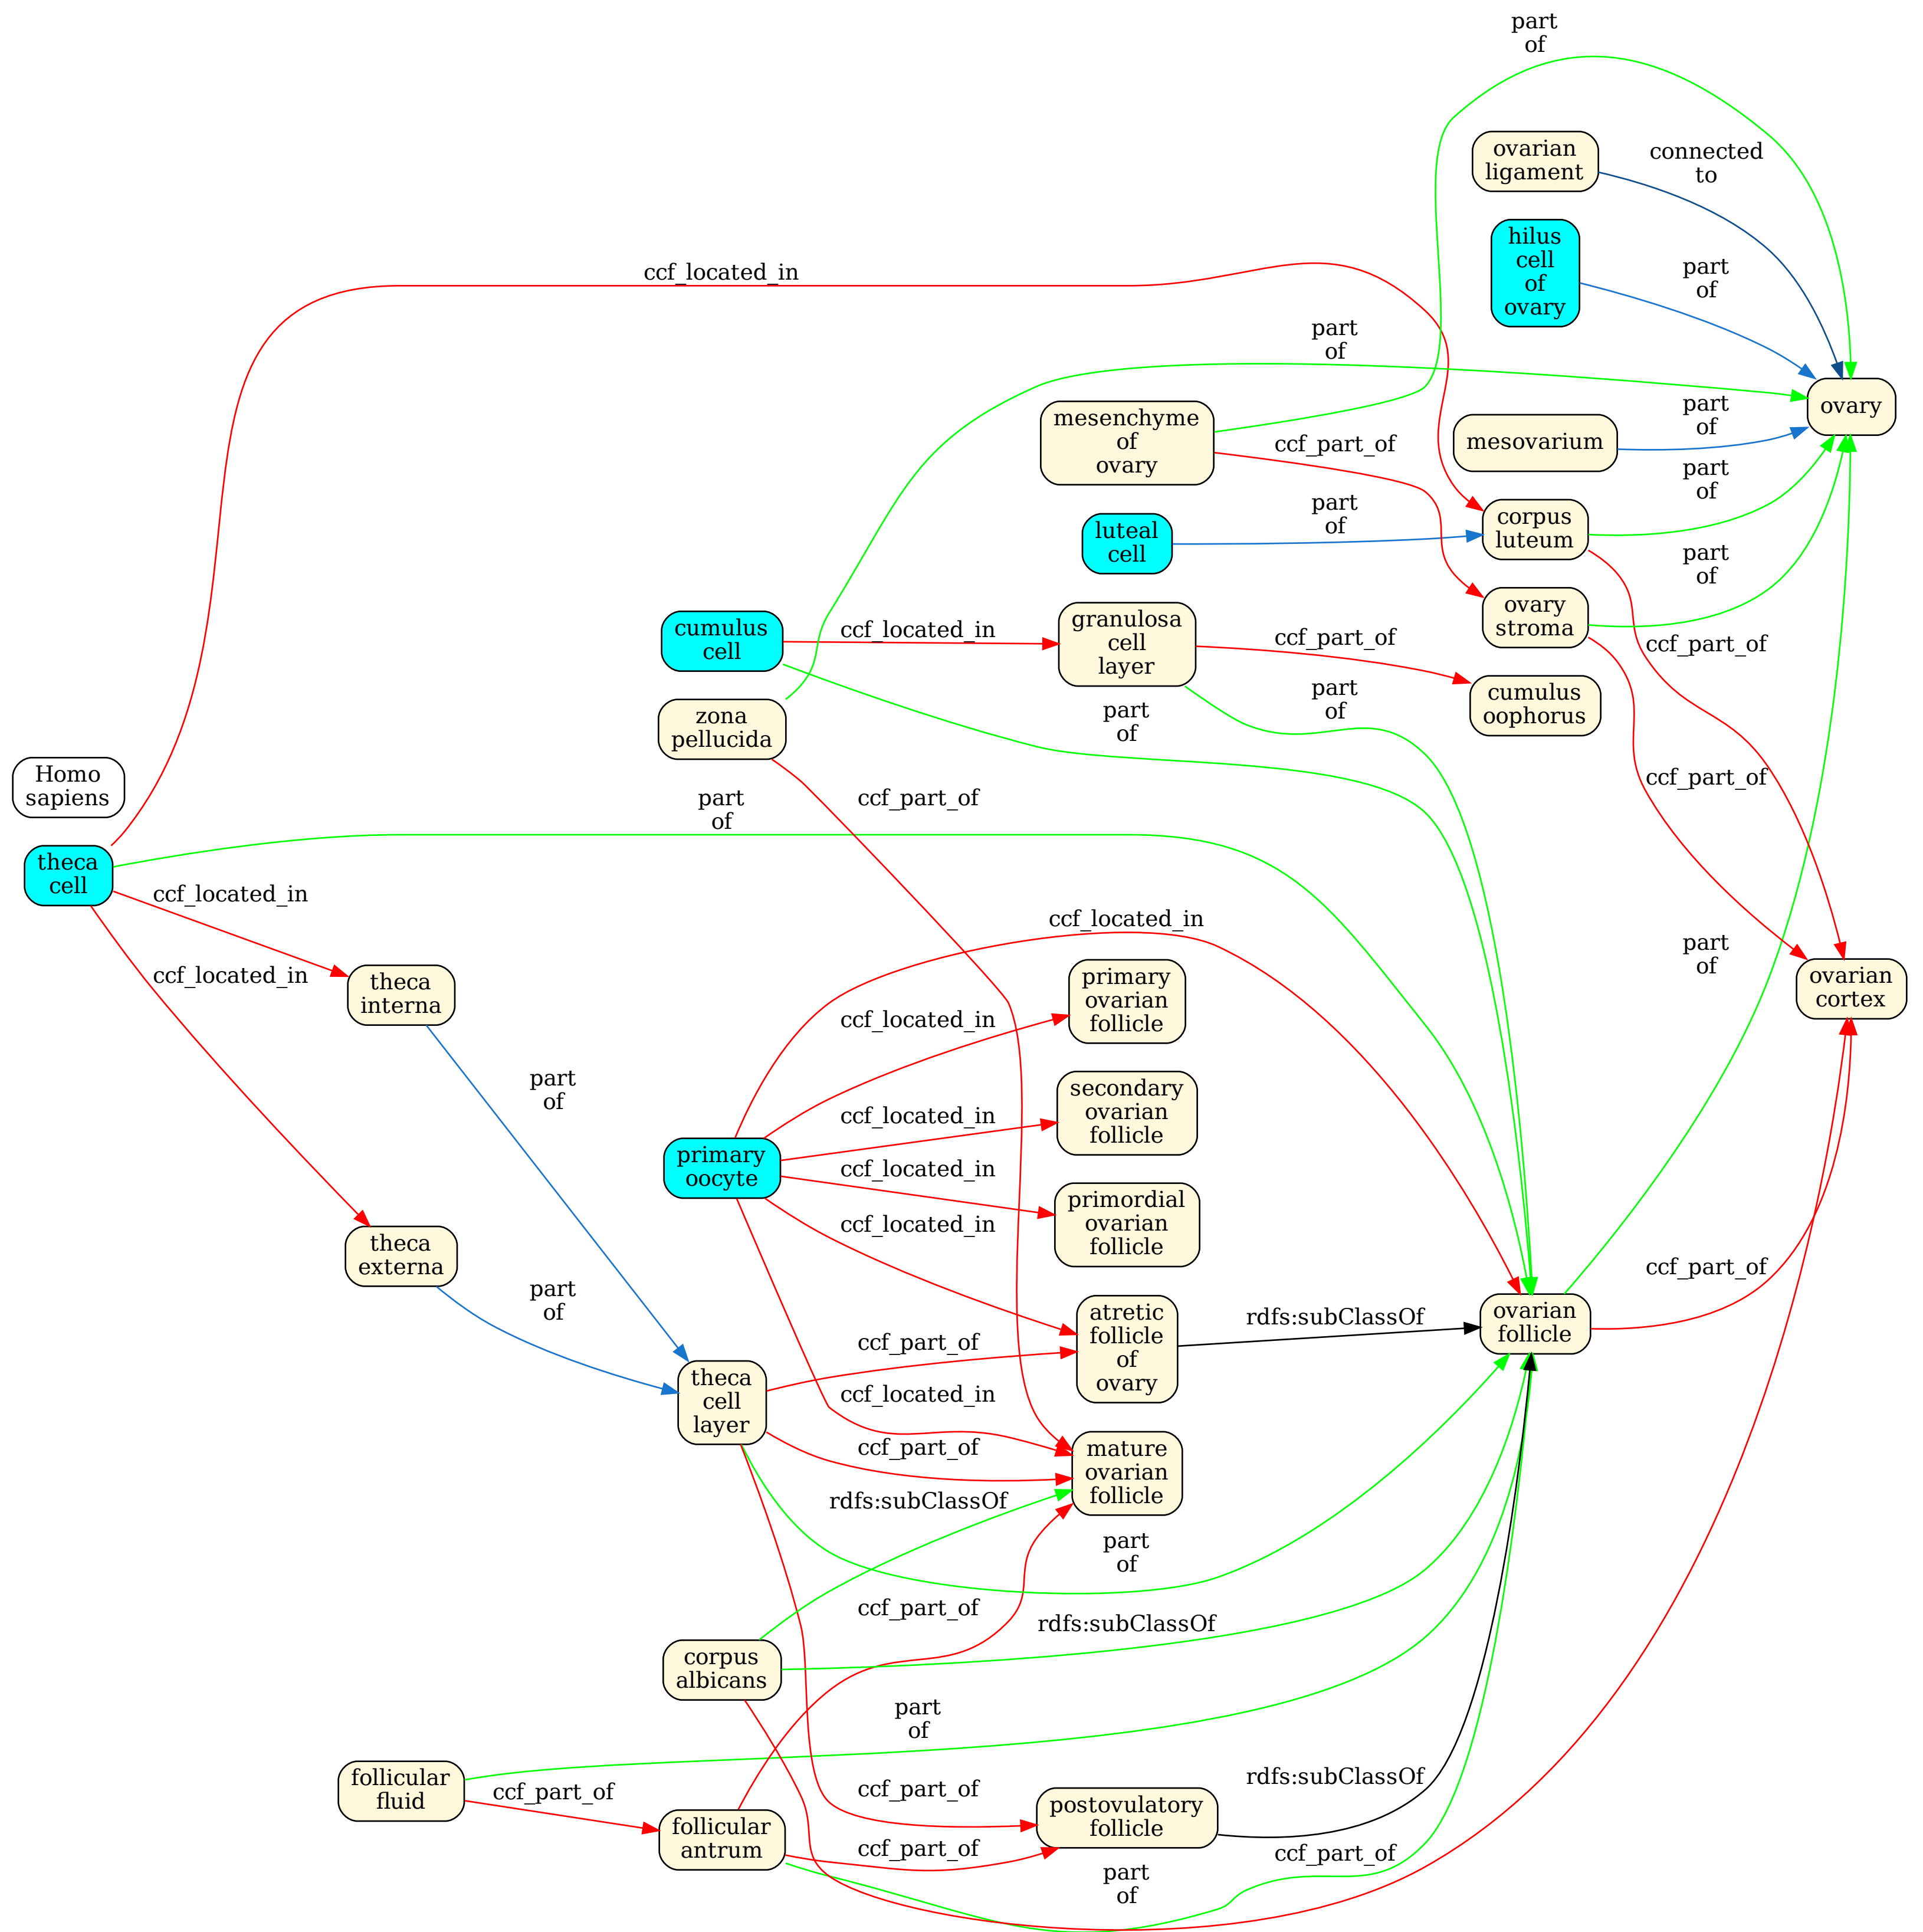 part
of
ovarian
ligament
connected
to
hilus
cell
of
ovary
part
of
ccf_located_in
part
of
ovary
mesenchyme
of
ovary
ccf_part_of
mesovarium
part
of
luteal
cell
part
of
corpus
luteum
part
of
cumulus
cell
ccf_located_in
granulosa
cell
layer
ccf_part_of
ovary
stroma
part
of
ccf_part_of
zona
pellucida
part
of
part
of
cumulus
oophorus
Homo
sapiens
ccf_part_of
part
of
ccf_part_of
theca
cell
ccf_located_in
ccf_located_in
ccf_located_in
theca
interna
primary
ovarian
follicle
part
of
ovarian
cortex
ccf_located_in
part
of
secondary
ovarian
follicle
ccf_located_in
primary
oocyte
ccf_located_in
primordial
ovarian
follicle
ccf_located_in
theca
externa
part
of
atretic
follicle
of
ovary
rdfs:subClassOf
ovarian
follicle
ccf_part_of
ccf_part_of
theca
cell
layer
ccf_located_in
ccf_part_of
mature
ovarian
follicle
rdfs:subClassOf
part
of
ccf_part_of
rdfs:subClassOf
corpus
albicans
part
of
follicular
fluid
ccf_part_of
ccf_part_of
rdfs:subClassOf
postovulatory
follicle
follicular
antrum
ccf_part_of
ccf_part_of
part
of